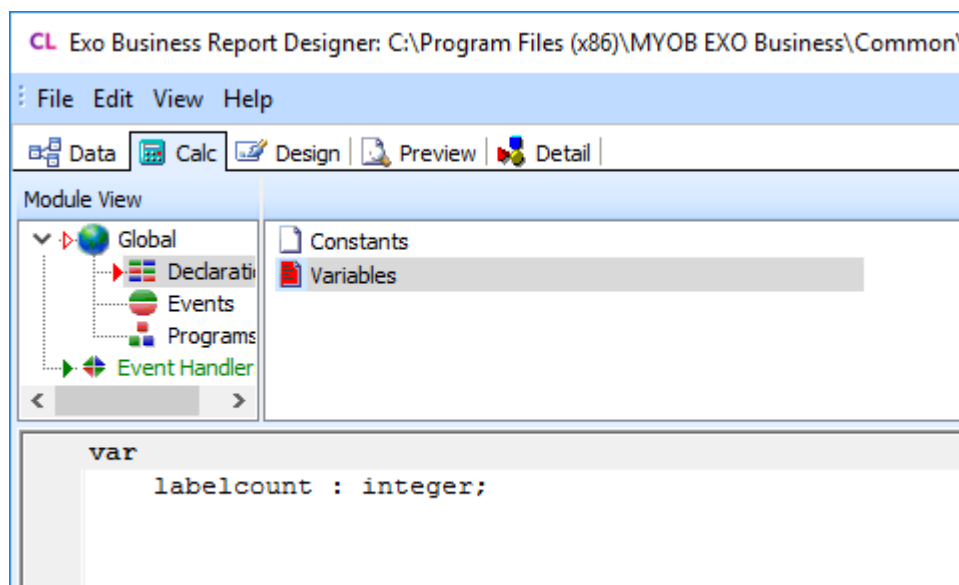 CL Exo Business Report Designer: C:\Program Files (x86)\MYOB EXO Business\Common\
File Edit View Help
Data Calc Design Preview Detail
Module View
Global
Declarati
Events
Programs
Event Handler
Constants
Variables
var
labelcount : integer;